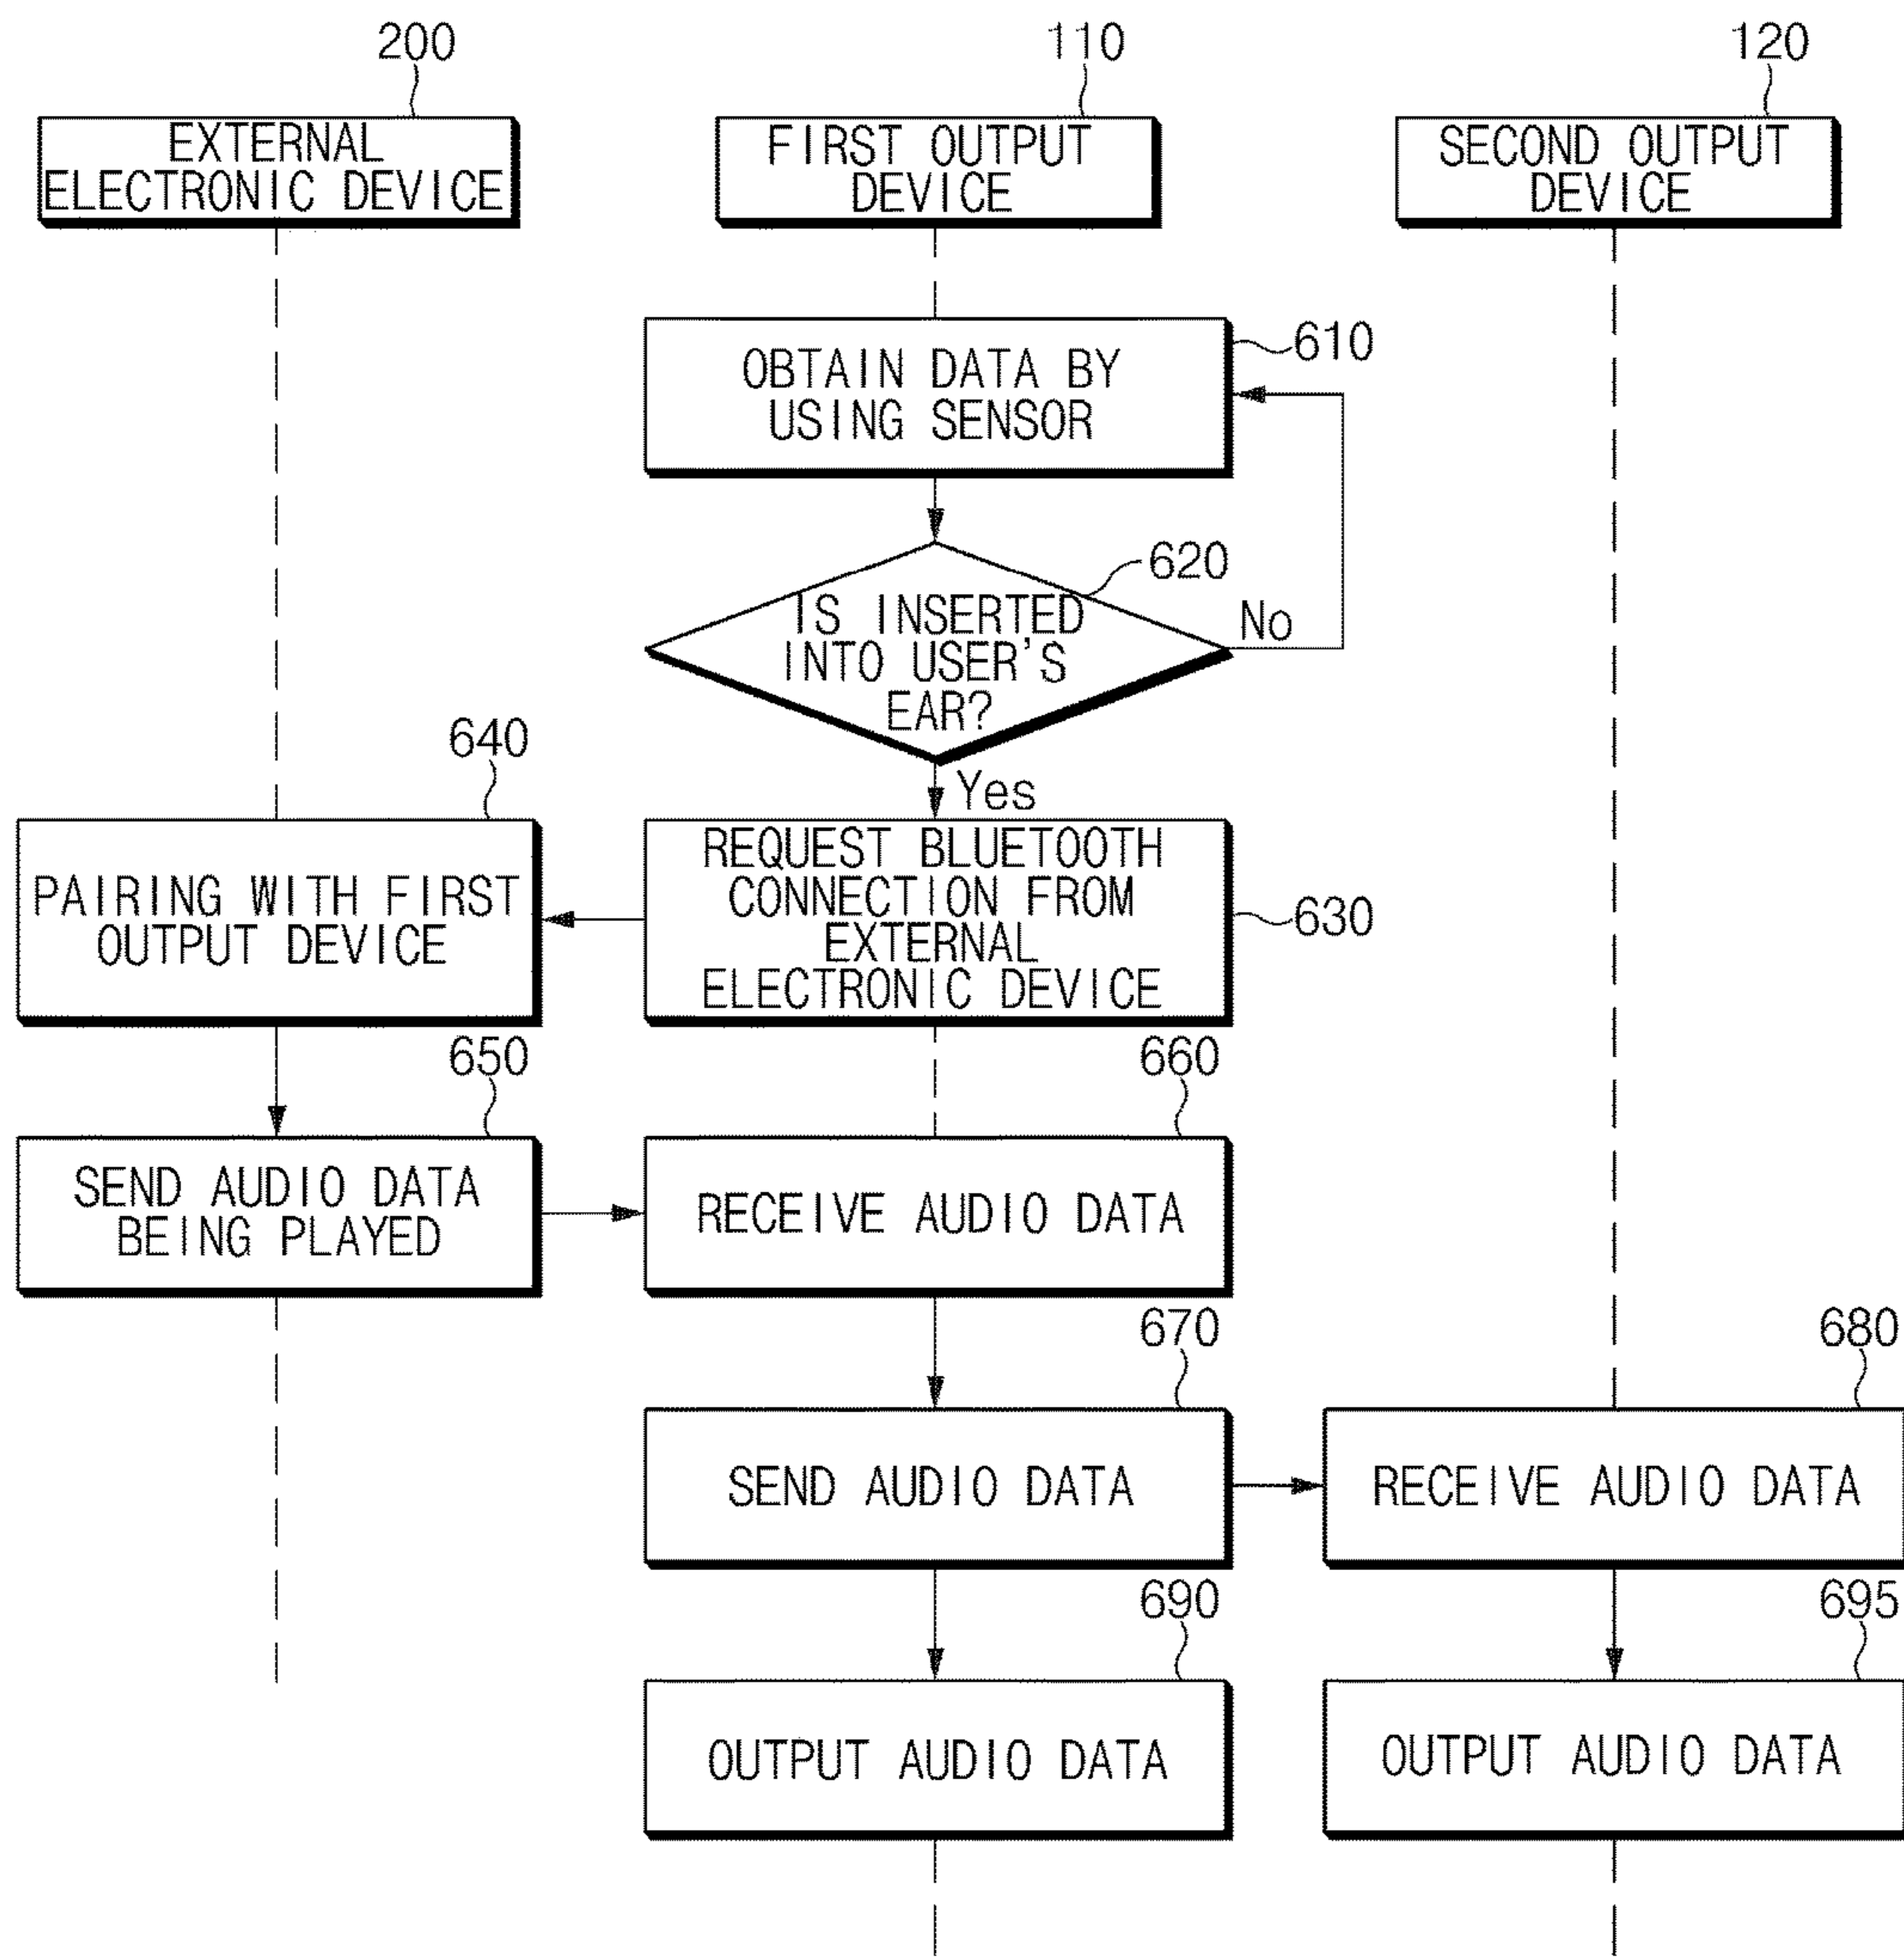 200
110
120
EXTERNAL
ELECTRONIC DEVICE
FIRST OUTPUT
DEVICE
SECOND OUTPUT
DEVICE
610
OBTAIN DATA BY
USING SENSOR
620
IS INSERTED
INTO USER'S
EAR?
No
Yes
640
PAIRING WITH FIRST
OUTPUT DEVICE
REQUEST BLUETOOTH
CONNECTION FROM
EXTERNAL
ELECTRONIC DEVICE
630
650
SEND AUDIO DATA
BEING PLAYED
660
RECEIVE AUDIO DATA
670
SEND AUDIO DATA
680
RECEIVE AUDIO DATA
690
OUTPUT AUDIO DATA
695
OUTPUT AUDIO DATA